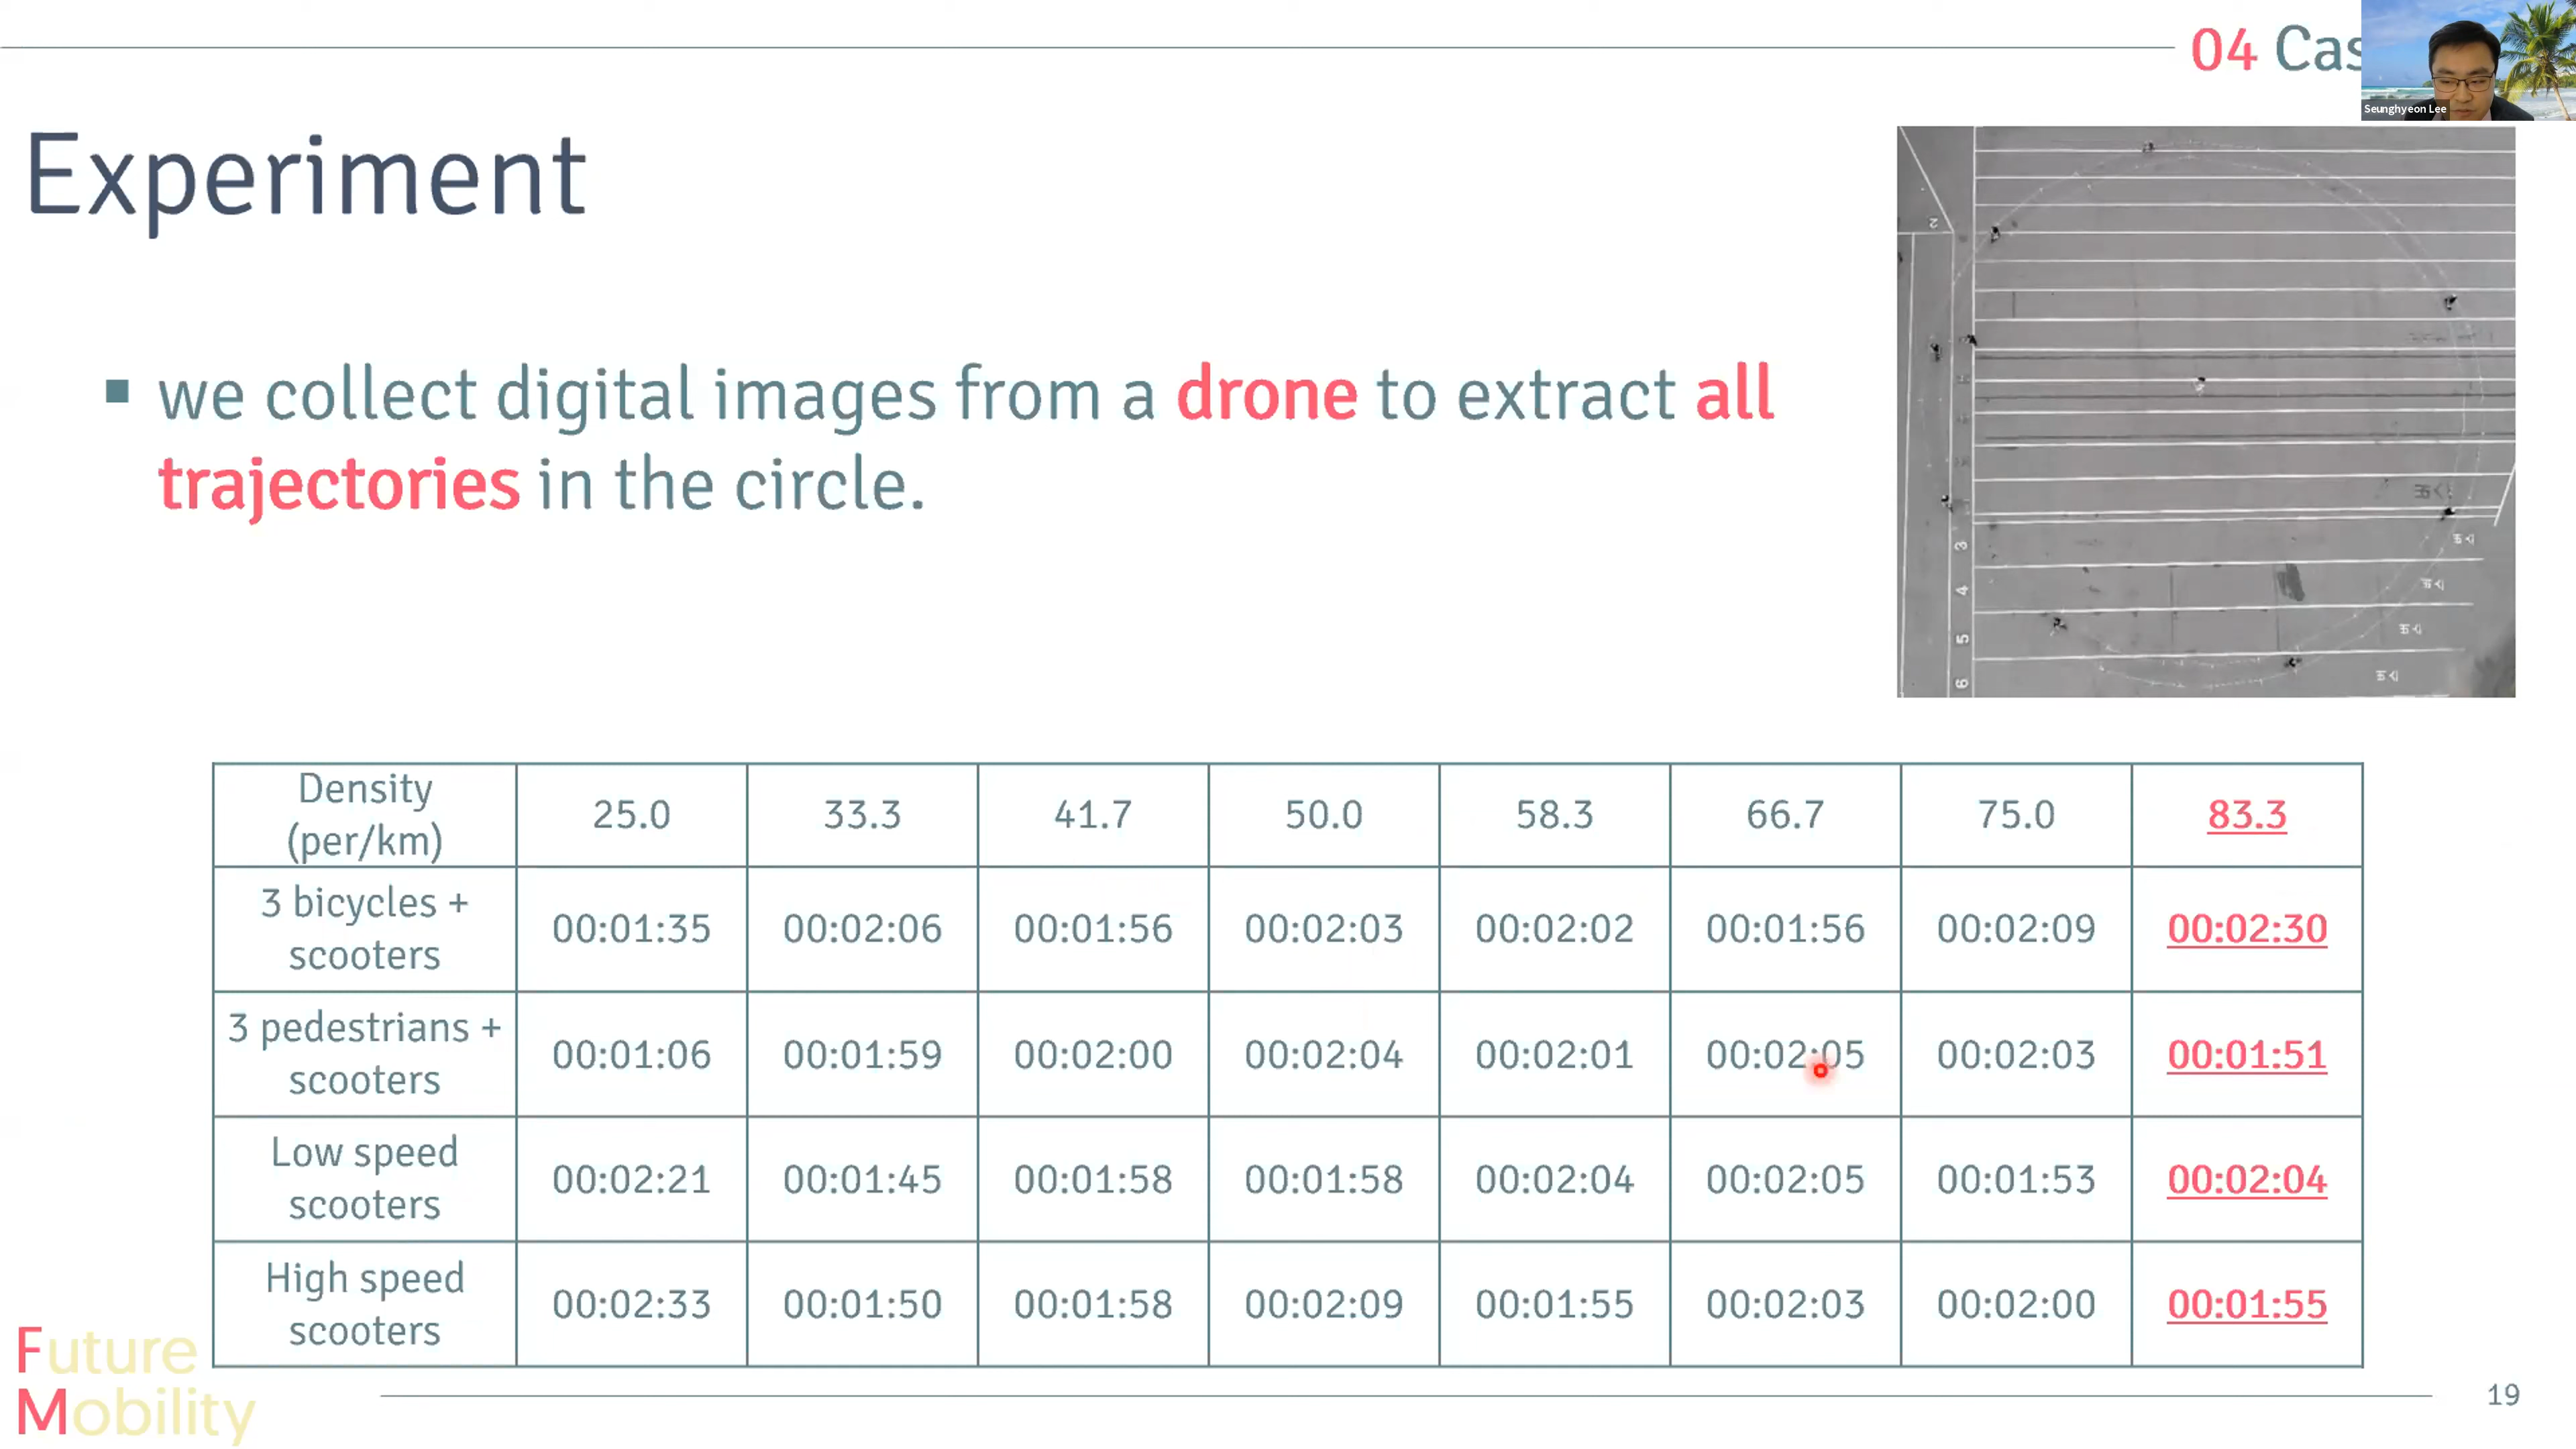 04 Cas
Seunghyeon Lee
Experiment
▪ we collect digital images from a drone to extract all
trajectories in the circle.
2
3
4
5
6
Density
(per/km)
25.0
33.3
41.7
50.0
58.3
66.7
75.0
83.3
3 bicycles +
scooters
00:01:35
00:02:06
00:01:56
00:02:03
00:02:02
00:01:56
00:02:09
00:02:30
3 pedestrians +
scooters
00:01:06
00:01:59
00:02:00
00:02:04
00:02:01
00:02:05
00:02:03
00:01:51
Low speed
scooters
00:02:21
00:01:45
00:01:58
00:01:58
00:02:04
00:02:05
00:01:53
00:02:04
High speed
scooters
00:02:33
00:01:50
00:01:58
00:02:09
00:01:55
00:02:03
00:02:00
00:01:55
Future
Mobility
19